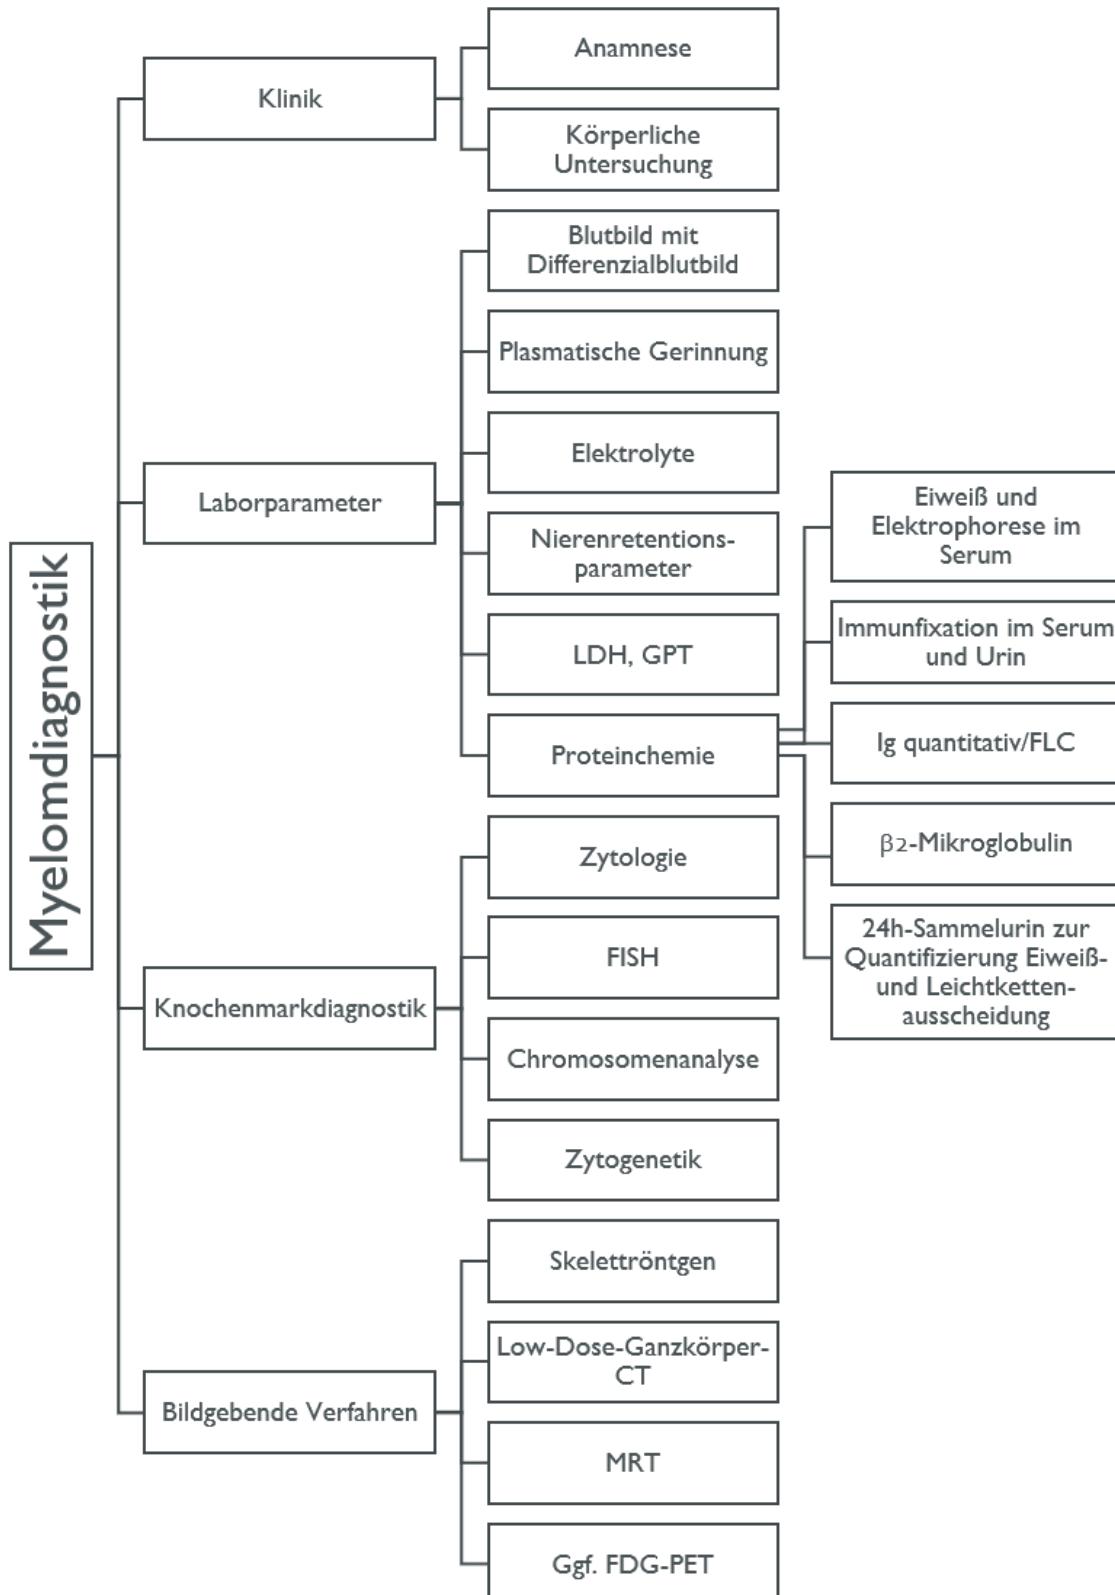 Myelomdiagnostik
Klinik
Anamnese
Körperliche
Untersuchung
Laborparameter
Blutbild mit
Differenzialblutbild
Plasmatische Gerinnung
Elektrolyte
Nierenretentions-
parameter
LDH, GPT
Proteinchemie
Eiweiß und
Elektrophorese im
Serum
Immunfixation im Serum
und Urin
Ig quantitativ/FLC
β2-Mikroglobulin
24h-Sammelurin zur
Quantifizierung Eiweiß-
und Leichtketten-
ausscheidung
Knochenmarkdiagnostik
Zytologie
FISH
Chromosomenanalyse
Zytogenetik
Bildgebende Verfahren
Skelettröntgen
Low-Dose-Ganzkörper-
CT
MRT
Ggf. FDG-PET